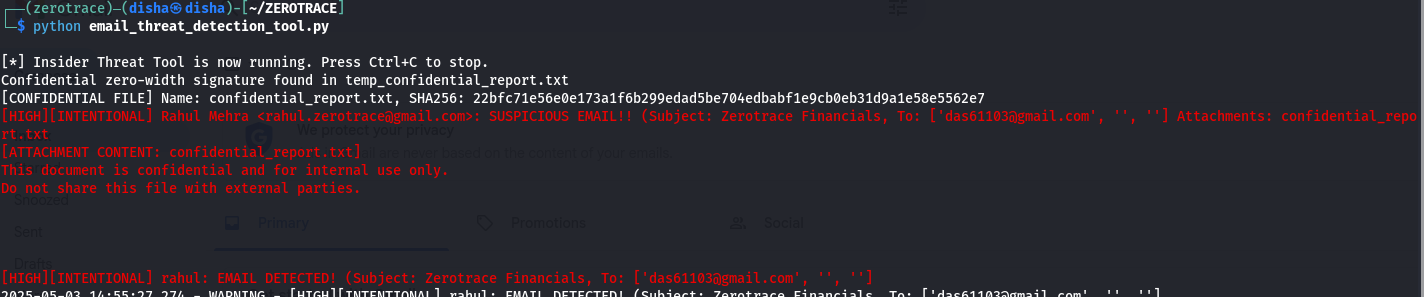 ┌──(zerotrace)─(disha㉿disha)-[~/ZEROTRACE]
└─$ python email_threat_detection_tool.py
[*] Insider Threat Tool is now running. Press Ctrl+C to stop.
Confidential zero-width signature found in temp_confidential_report.txt
[CONFIDENTIAL FILE] Name: confidential_report.txt, SHA256: 22bfc71e56e0e173a1f6b299edad5be704edbabf1e9cb0eb31d9a1e58e5562e7
[HIGH][INTENTIONAL] Rahul Mehra <rahul.zerotrace@gmail.com>: SUSPICIOUS EMAIL!! (Subject: Zerotrace Financials, To: ['das61103@gmail.com', '', ''] Attachments: confidential_repo
rt.txt
We protect your privacy
[ATTACHMENT CONTENT: confidential_report.txt]
are never based on the content of your emails.
This document is confidential and for internal use only.
Do not share this file with external parties.
Snoozed
Primary
Promotions
Social
Sent
Drafts
[HIGH][INTENTIONAL] rahul: EMAIL DETECTED! (Subject: Zerotrace Financials, To: ['das61103@gmail.com', '', '']
2025-05-03 14:55:27,274 - WARNING - [HIGH][INTENTIONAL] rahul: EMAIL DETECTED! (Subject: Zerotrace Financials, To: ['das61103@gmail.com', '', '']